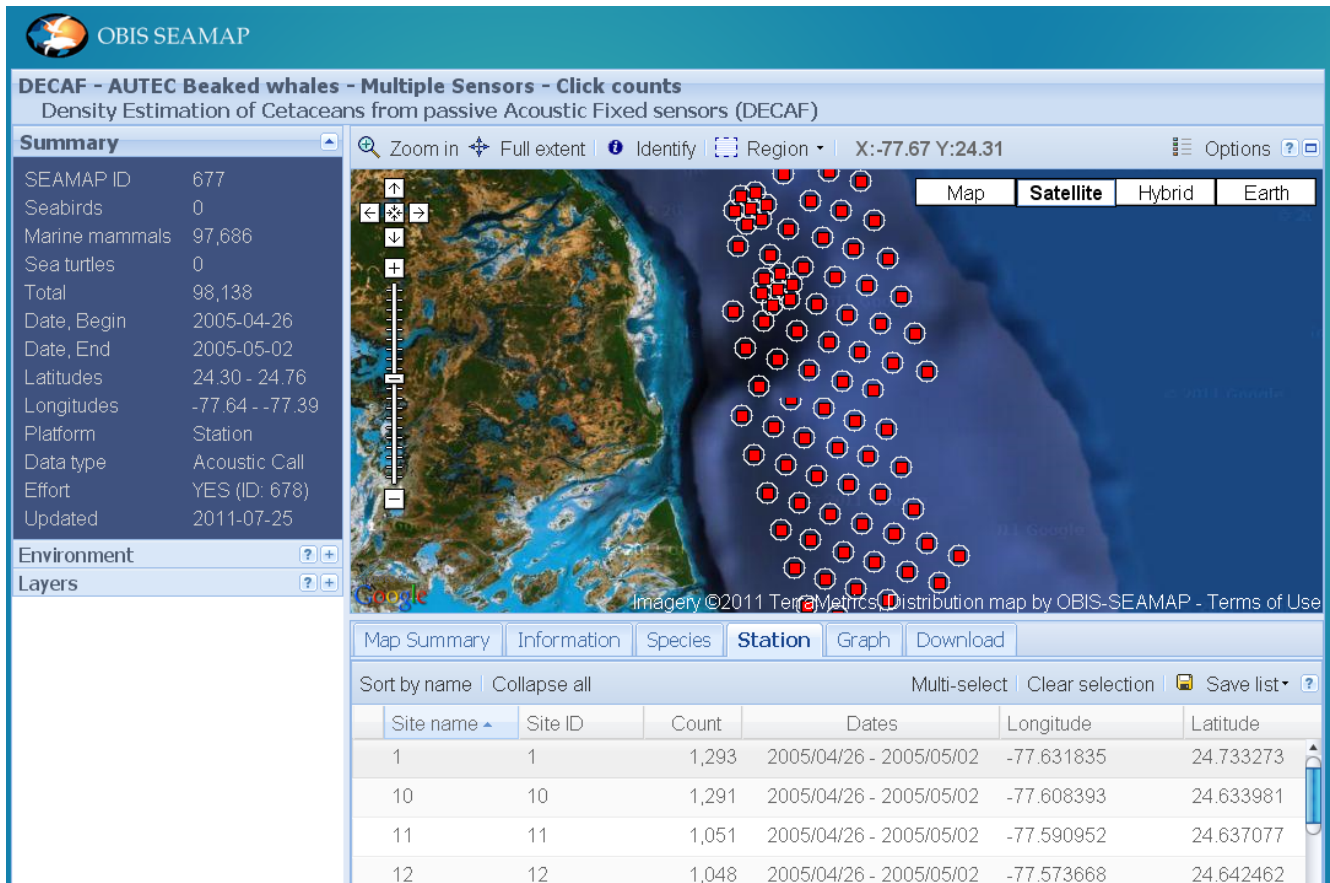 OBIS SEAMAP
DECAF - AUTEC Beaked whales - Multiple Sensors - Click counts
Density Estimation of Cetaceans from passive Acoustic Fixed sensors (DECAF)
Summary
SEAMAP ID 677
Seabirds 0
Marine mammals 97,686
Sea turtles 0
Total 98,138
Date, Begin 2005-04-26
Date, End 2005-05-02
Latitudes 24.30 - 24.76
Longitudes -77.64 - -77.39
Platform Station
Data type Acoustic Call
Effort YES (ID: 678)
Updated 2011-07-25
Environment ? +
Layers ? +
Zoom in Full extent Identify Region X:-77.67 Y:24.31 Options ?
Map Satellite Hybrid Earth
© 2011 Google
Google
Imagery ©2011 TerraMetrics, Distribution map by OBIS-SEAMAP - Terms of Use
Map Summary Information Species Station Graph Download
Sort by name Collapse all Multi-select Clear selection Save list ?
Site name Site ID Count Dates Longitude Latitude
1 1 1,293 2005/04/26 - 2005/05/02 -77.631835 24.733273
10 10 1,291 2005/04/26 - 2005/05/02 -77.608393 24.633981
11 11 1,051 2005/04/26 - 2005/05/02 -77.590952 24.637077
12 12 1,048 2005/04/26 - 2005/05/02 -77.573668 24.642462